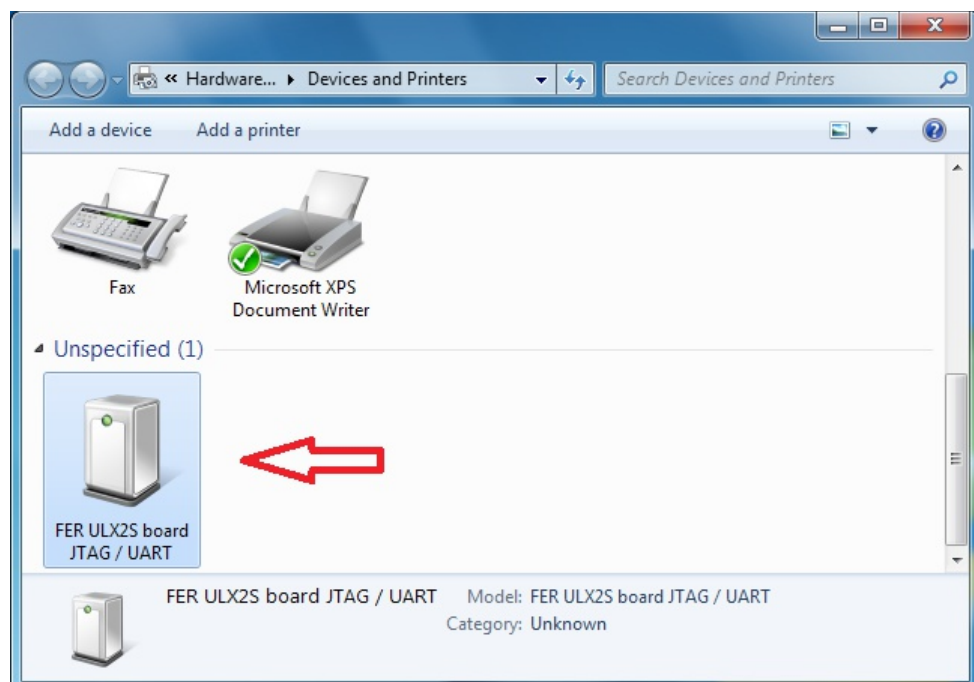 « Hardware... ▸ Devices and Printers
Search Devices and Printers
Add a device Add a printer
Fax
Microsoft XPS
Document Writer
Unspecified (1)
FER ULX2S board
JTAG / UART
FER ULX2S board JTAG / UART Model: FER ULX2S board JTAG / UART
Category: Unknown